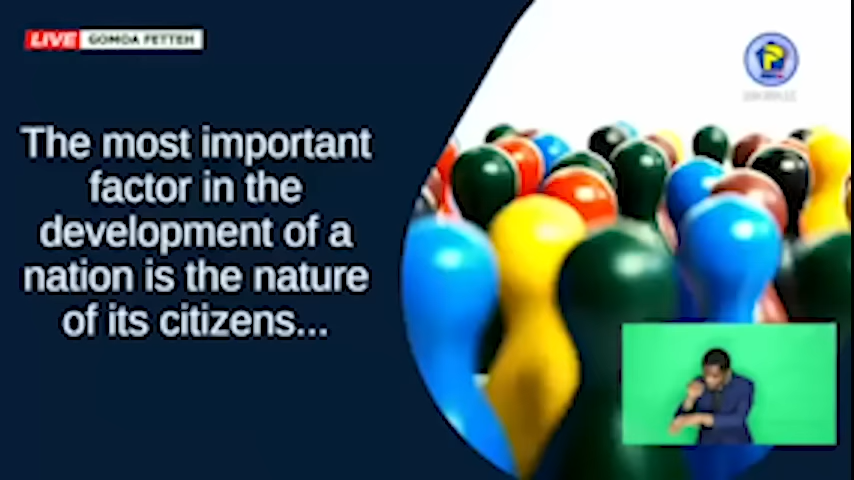 LIVE GOMOA FETTEH
The most important
factor in the
development of a
nation is the nature
of its citizens...